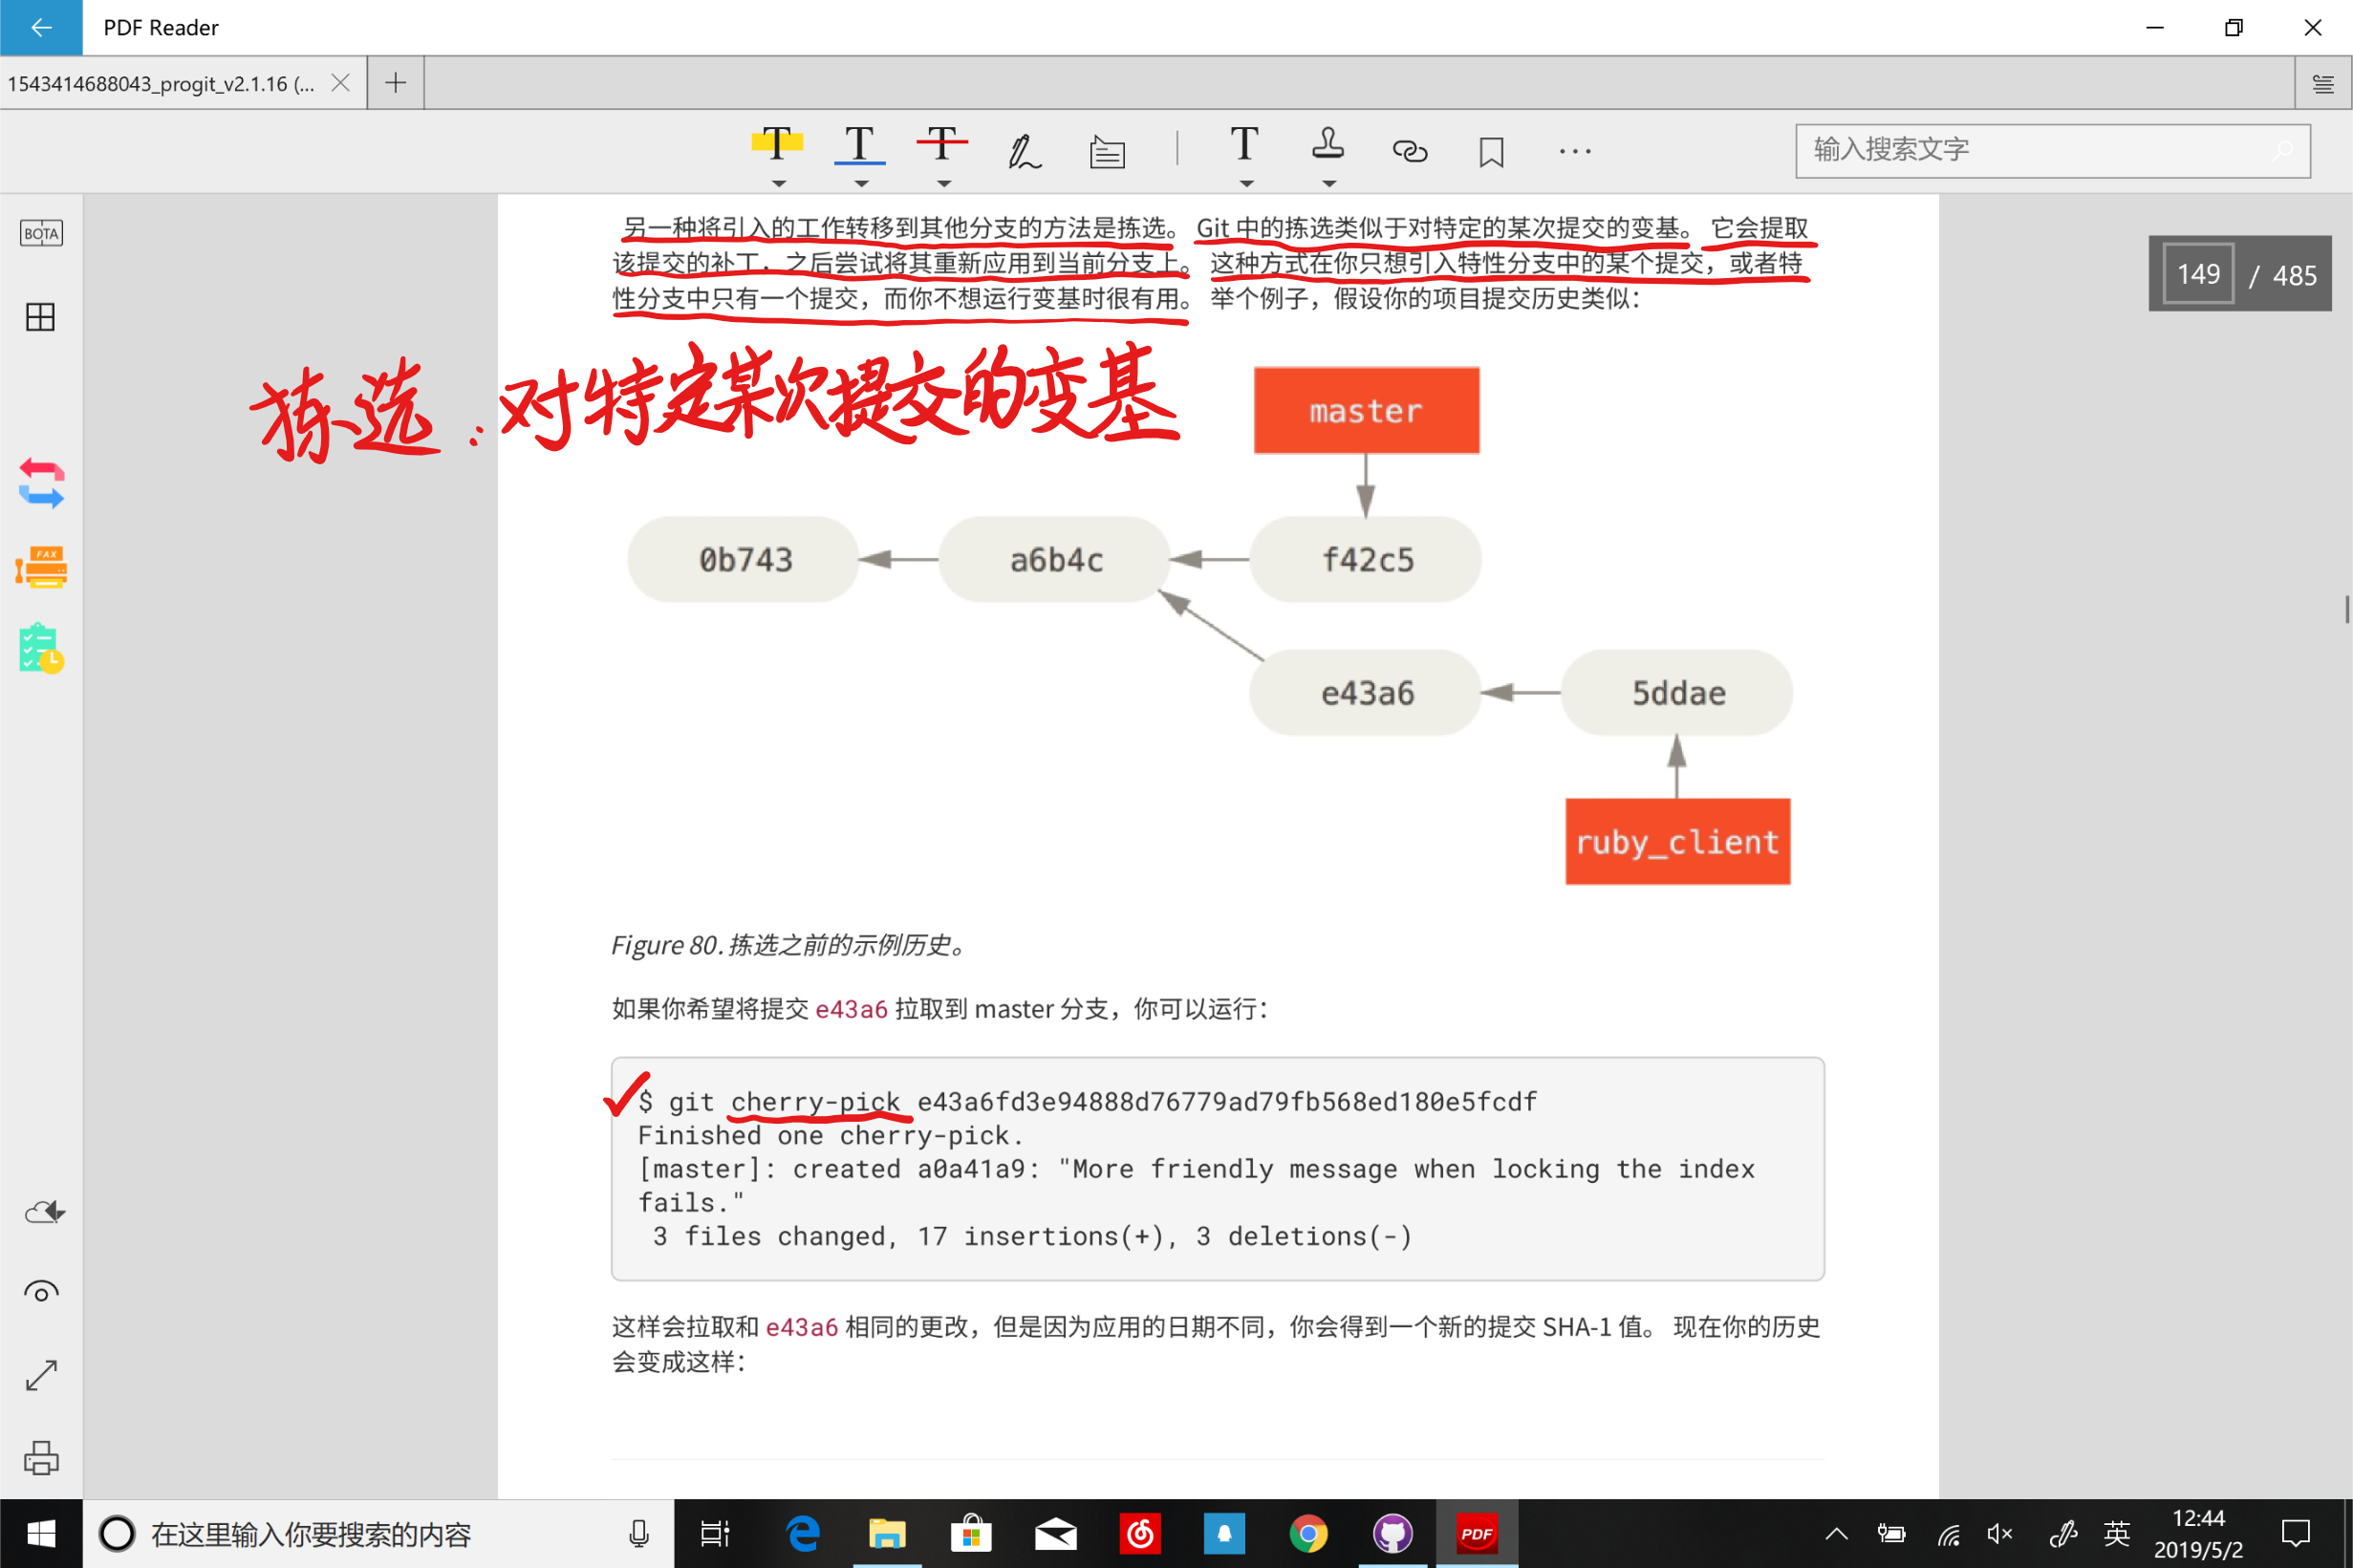 PDF Reader
1543414688043_progit_v2.1.16 (...
输入搜索文字
BOTA
149 / 485
另一种将引入的工作转移到其他分支的方法是拣选。 Git 中的拣选类似于对特定的某次提交的变基。 它会提取
该提交的补丁，之后尝试将其重新应用到当前分支上。 这种方式在你只想引入特性分支中的某个提交，或者特
性分支中只有一个提交，而你不想运行变基时很有用。 举个例子，假设你的项目提交历史类似：
拣选：对特定某次提交的变基
master
0b743
a6b4c
f42c5
FAX
e43a6
5ddae
ruby_client
Figure 80. 拣选之前的示例历史。
如果你希望将提交 e43a6 拉取到 master 分支，你可以运行：
$ git cherry-pick e43a6fd3e94888d76779ad79fb568ed180e5fcdf
Finished one cherry-pick.
[master]: created a0a41a9: "More friendly message when locking the index
fails."
3 files changed, 17 insertions(+), 3 deletions(-)
这样会拉取和 e43a6 相同的更改，但是因为应用的日期不同，你会得到一个新的提交 SHA-1 值。 现在你的历史
会变成这样：
在这里输入你要搜索的内容
PDF
英
12:44
2019/5/2